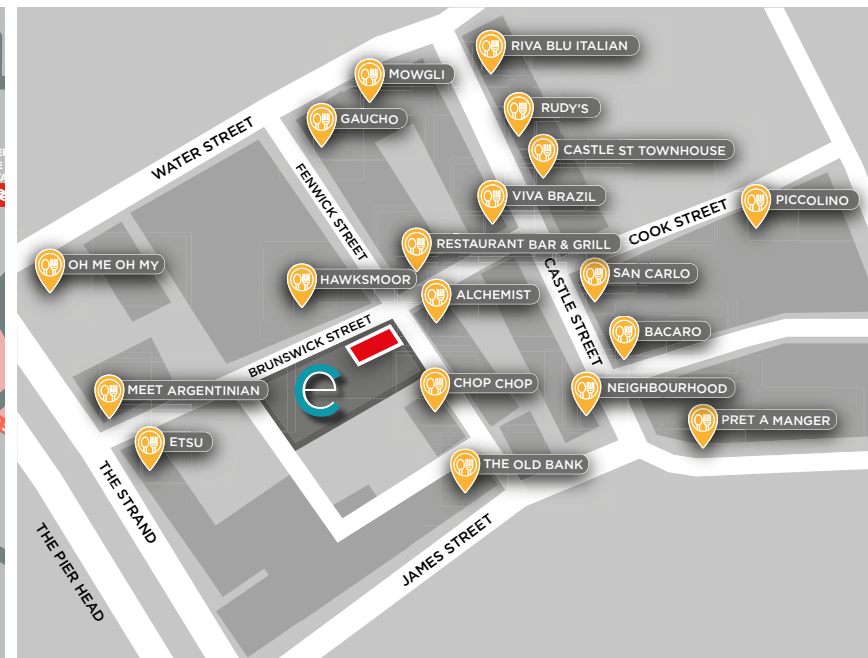 RIVA BLU ITALIAN
MOWGLI
RUDY'S
GAUCHO
WATER STREET
CASTLE ST TOWNHOUSE
FENWICK STREET
VIVA BRAZIL
PICCOLINO
COOK STREET
RESTAURANT BAR & GRILL
OH ME OH MY
HAWKSMOOR
SAN CARLO
ALCHEMIST
CASTLE STREET
BRUNSWICK STREET
BACARO
e
MEET ARGENTINIAN
CHOP CHOP
NEIGHBOURHOOD
PRET A MANGER
ETSU
THE OLD BANK
THE STRAND
THE PIER HEAD
JAMES STREET